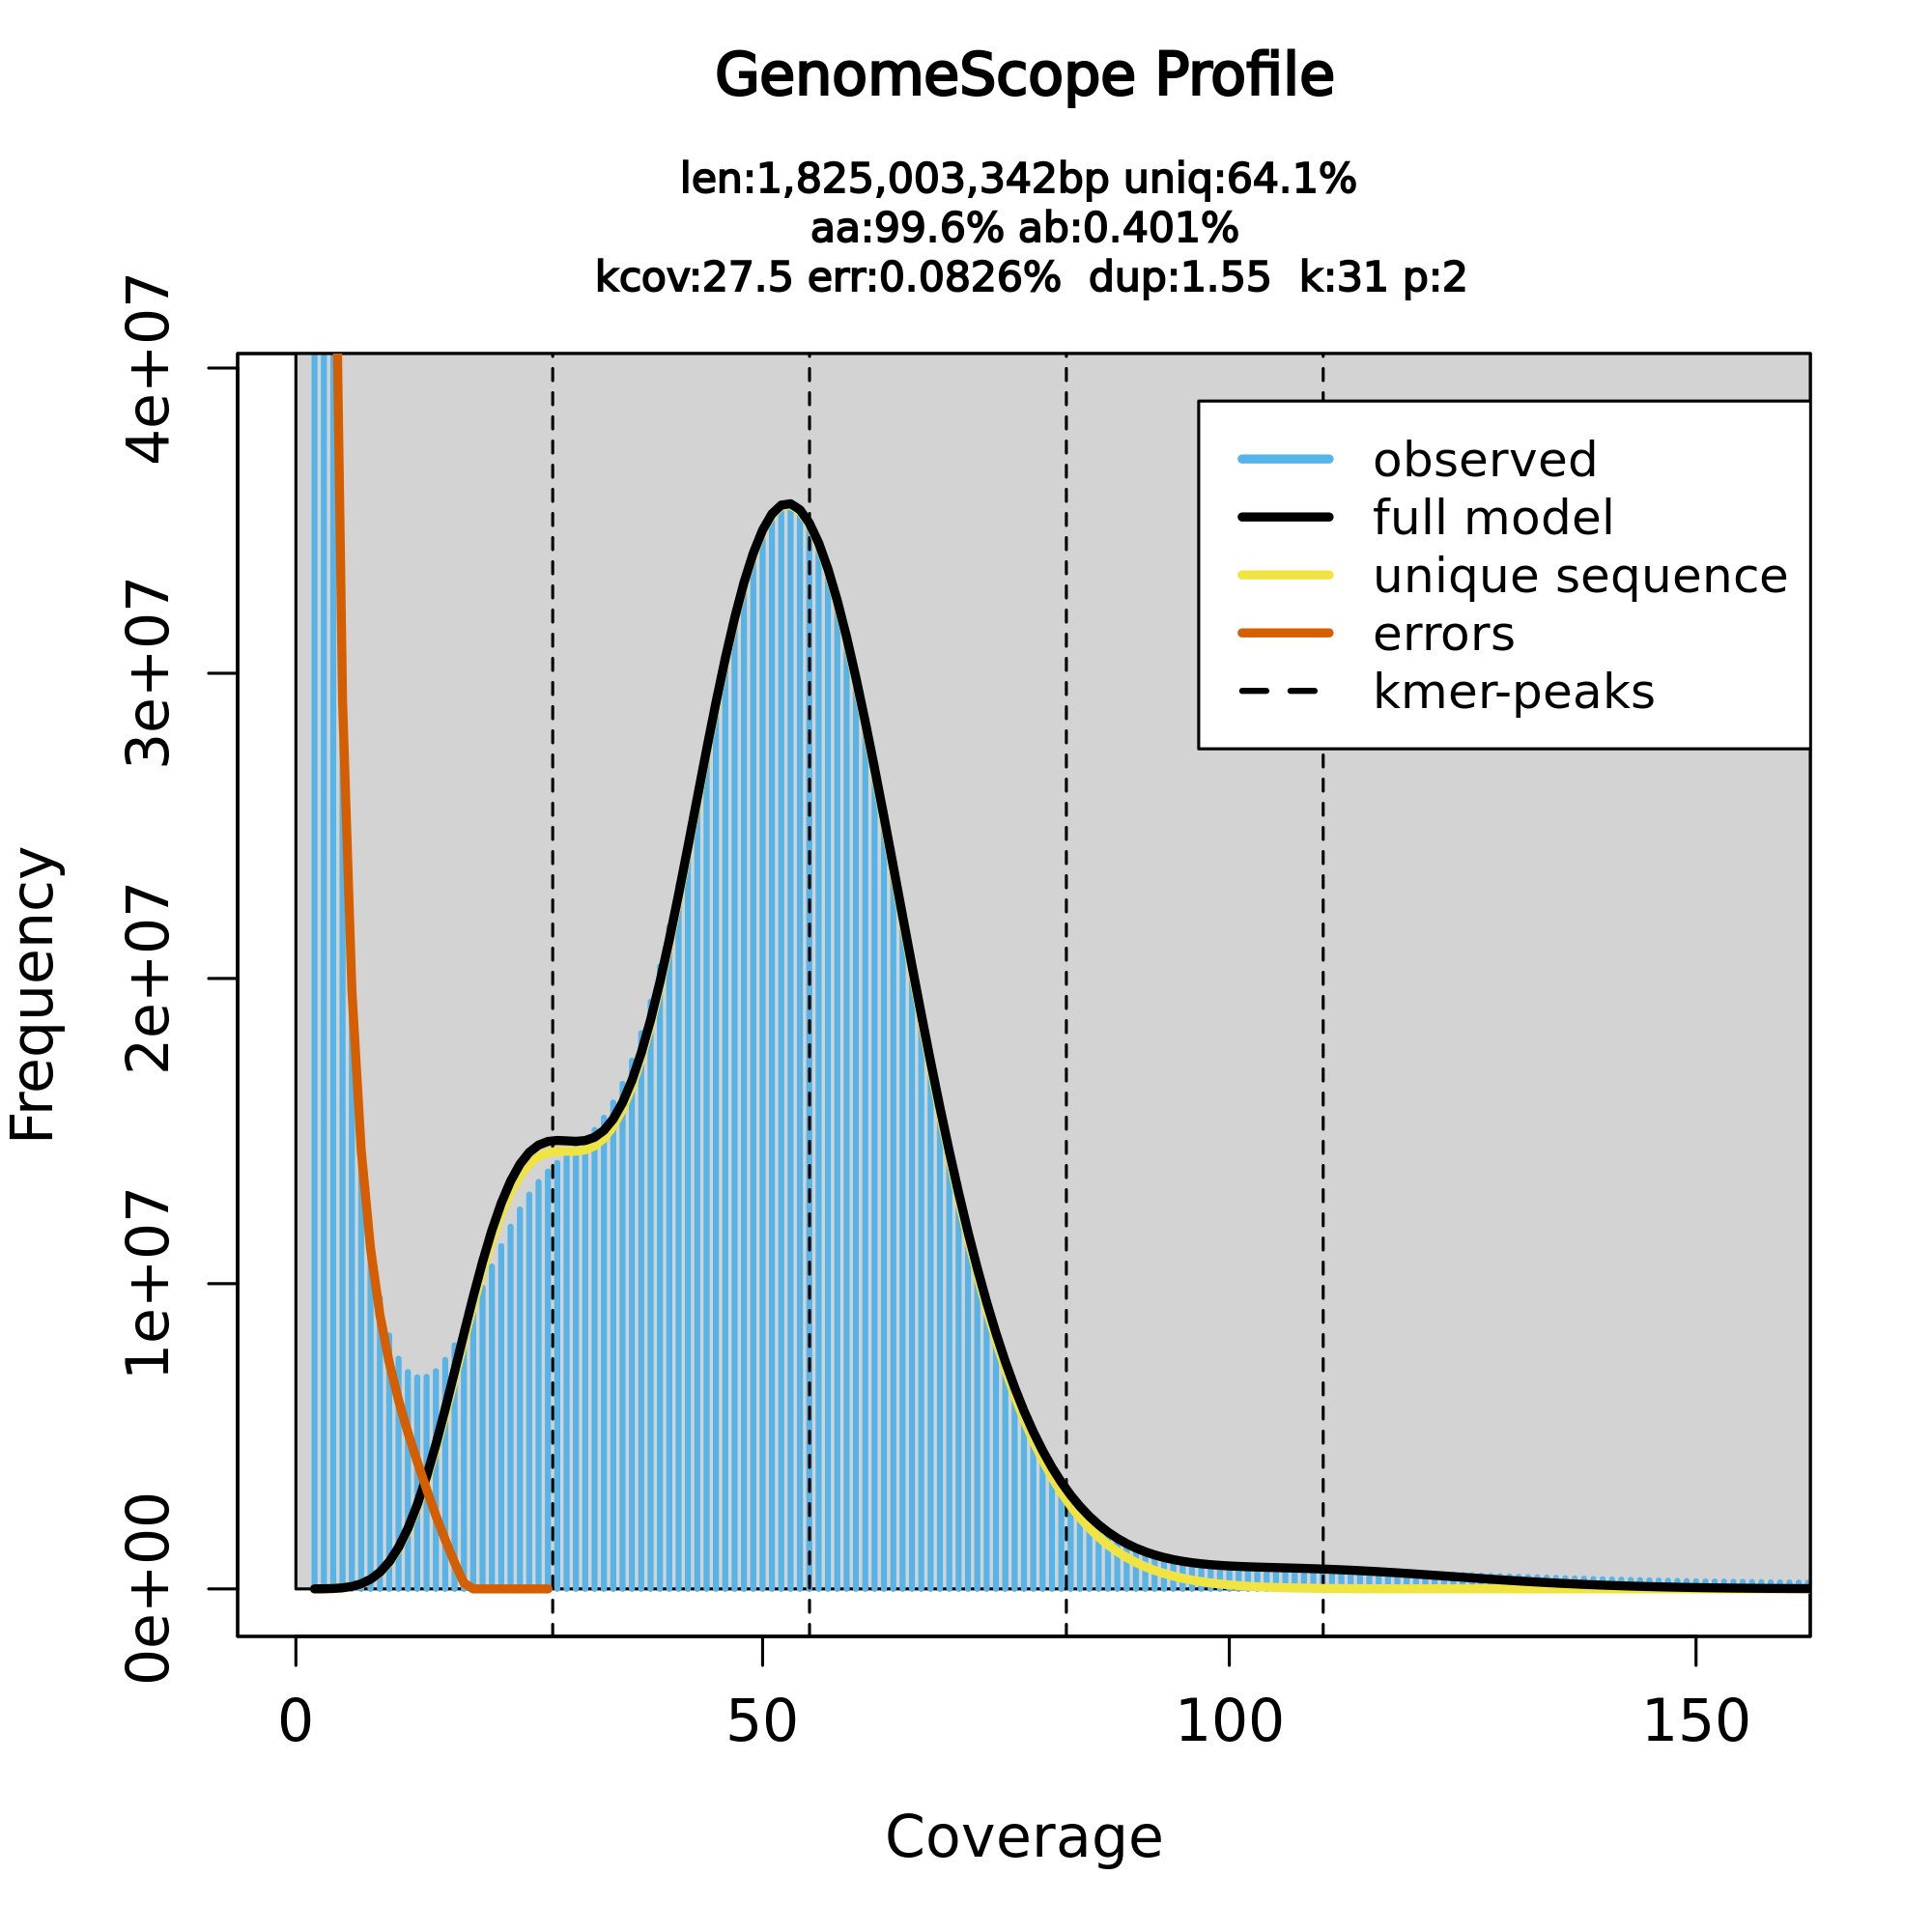 GenomeScope Profile
len:1,825,003,342bp uniq:64.1%
aa:99.6% ab:0.401%
kcov:27.5 err:0.0826% dup:1.55 k:31 p:2
4e+07
3e+07
2e+07
1e+07
0e+00
Frequency
observed
full model
unique sequence
errors
kmer-peaks
0 50 100 150
Coverage